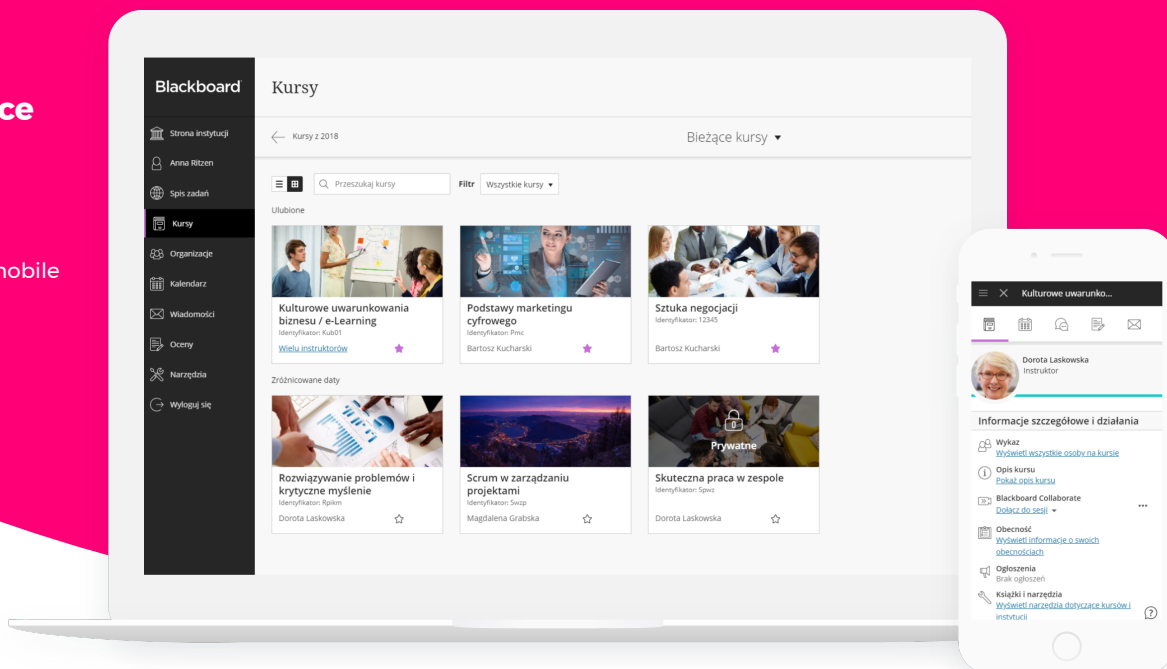 ce
mobile
Blackboard
Strona instytucji
Anna Ritzen
Spis zadań
Kursy
Organizacje
Kalendarz
Wiadomości
Oceny
Narzędzia
Wyloguj się
Kursy
Kursy z 2018
Bieżące kursy
Przeszukaj kursy
Filtr
Wszystkie kursy
Ulubione
Kulturowe uwarunkowania
biznesu / e-Learning
Identyfikator: Kub01
Wielu instruktorów
Podstawy marketingu
cyfrowego
Identyfikator: Pmc
Bartosz Kucharski
Sztuka negocjacji
Identyfikator: 12345
Bartosz Kucharski
Zróżnicowane daty
Rozwiązywanie problemów i
krytyczne myślenie
Identyfikator: Rpikm
Dorota Laskowska
Scrum w zarządzaniu
projektami
Identyfikator: Swzp
Magdalena Grabska
Prywatne
Skuteczna praca w zespole
Identyfikator: Spwz
Dorota Laskowska
Kulturowe uwarunko...
Dorota Laskowska
Instruktor
Informacje szczegółowe i działania
Wykaz
Wyświetl wszystkie osoby na kursie
Opis kursu
Pokaż opis kursu
Blackboard Collaborate
Dołącz do sesji
Obecność
Wyświetl informacje o swoich
obecnościach
Ogłoszenia
Brak ogłoszeń
Książki i narzędzia
Wyświetl narzędzia dotyczące kursów i
instytucji